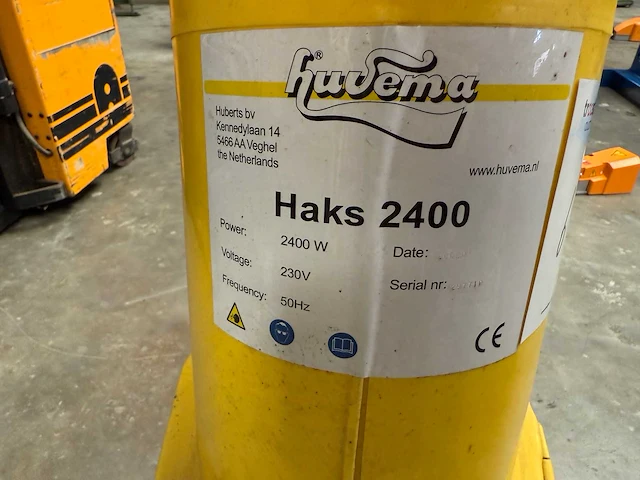 huvema®
Huberts bv
Kennedylaan 14
5466 AA Veghel
the Netherlands
www.huvema.nl
Haks 2400
Power: 2400 W
Voltage: 230V
Frequency: 50Hz
Date:
Serial nr:
CE